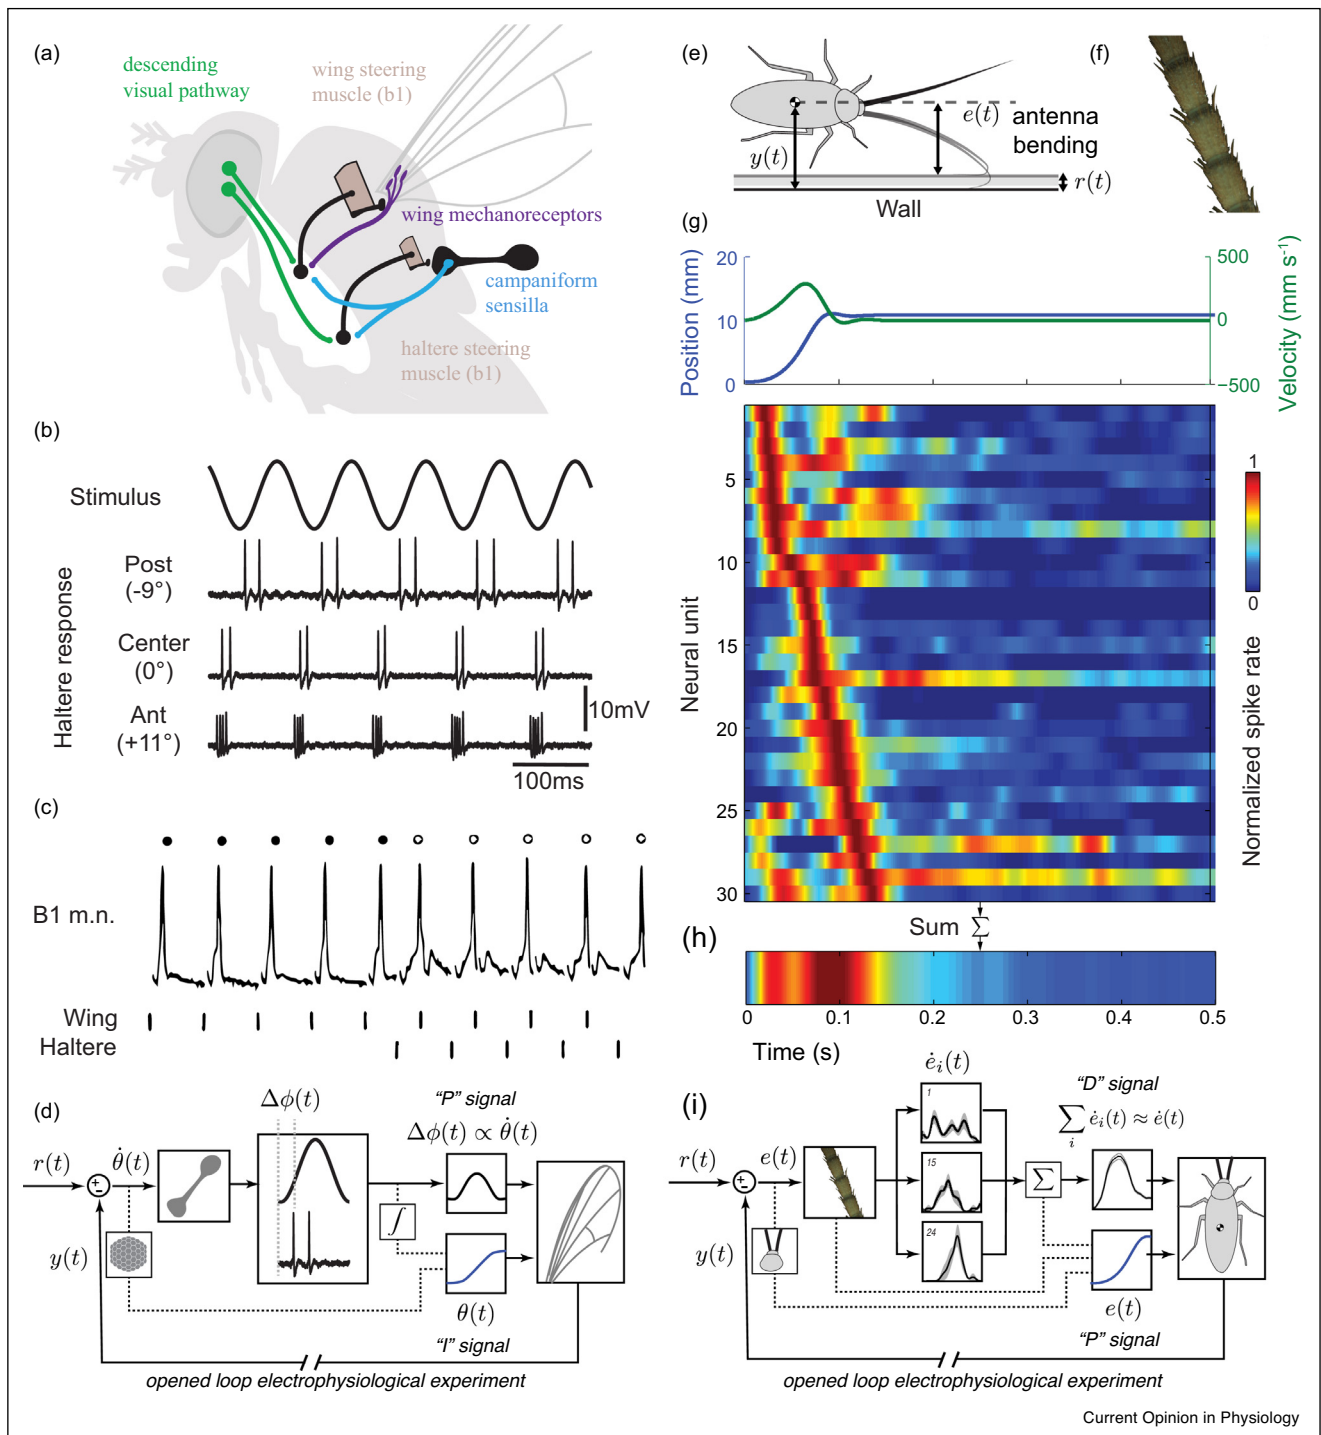 (a)
descending
visual pathway
wing steering
muscle (b1)
wing mechanoreceptors
campaniform
sensilla
haltere steering
muscle (b1)
(b)
Stimulus
Haltere response
Post
(-9°)
Center
(0°)
Ant
(+11°)
10mV
100ms
(c)
B1 m.n.
Wing
Haltere
(d)
Δϕ(t)
"P" signal
Δϕ(t) ∝ θ̇(t)
r(t)
+
−
θ̇(t)
∫
y(t)
θ(t)
"I" signal
opened loop electrophysiological experiment
(e)
e(t)
antenna
bending
y(t)
r(t)
Wall
(f)
(g)
Position (mm)
20
10
0
500
0
−500
Velocity (mm s⁻¹)
Neural unit
5
10
15
20
25
30
1
0
Normalized spike rate
Sum Σ
(h)
0 0.1 0.2 0.3 0.4 0.5
Time (s)
(i)
ė_i(t)
"D" signal
∑_i ė_i(t) ≈ ė(t)
1
15
24
r(t)
+
−
e(t)
Σ
y(t)
e(t)
"P" signal
opened loop electrophysiological experiment
Current Opinion in Physiology